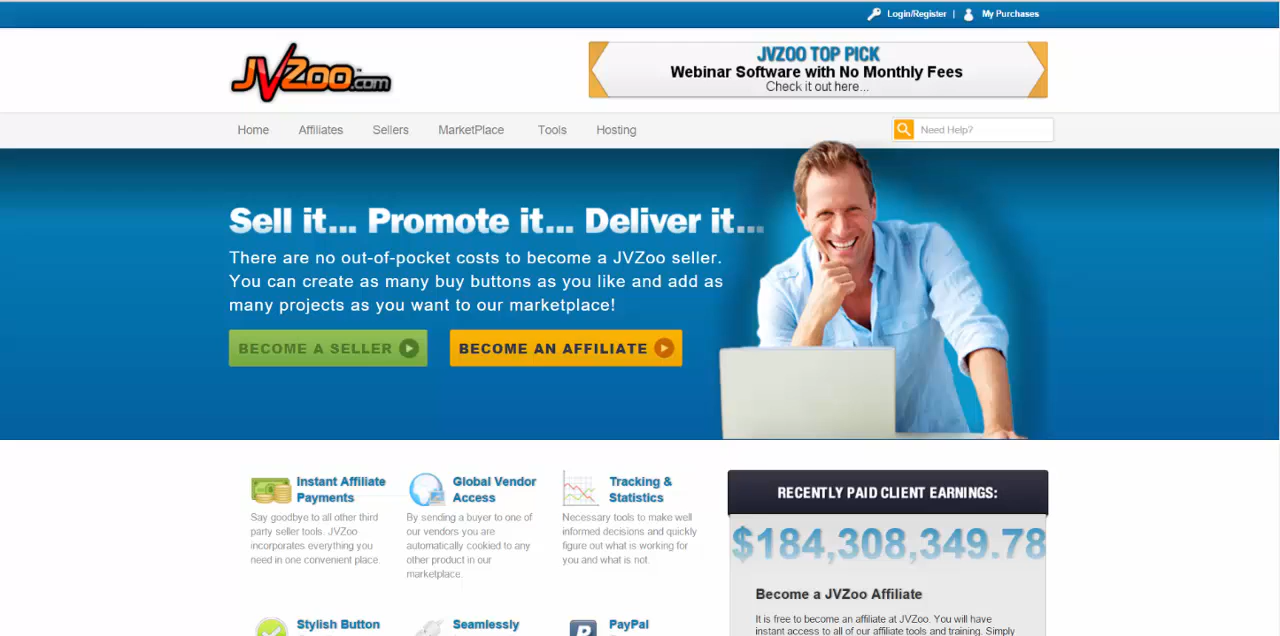 Login/Register | My Purchases
JVZoo.com
JVZOO TOP PICK
Webinar Software with No Monthly Fees
Check it out here...
Home Affiliates Sellers MarketPlace Tools Hosting Need Help?
Sell it... Promote it... Deliver it...
There are no out-of-pocket costs to become a JVZoo seller.
You can create as many buy buttons as you like and add as
many projects as you want to our marketplace!
BECOME A SELLER BECOME AN AFFILIATE
Instant Affiliate
Payments
Say goodbye to all other third
party seller tools. JVZoo
incorporates everything you
need in one convenient place.
Global Vendor
Access
By sending a buyer to one of
our vendors you are
automatically cookied to any
other product in our
marketplace.
Tracking &
Statistics
Necessary tools to make well
informed decisions and quickly
figure out what is working for
you and what is not.
RECENTLY PAID CLIENT EARNINGS:
$184,308,349.78
Become a JVZoo Affiliate
It is free to become an affiliate at JVZoo. You will have
instant access to all of our affiliate tools and training. Simply
Stylish Button
Seamlessly
PayPal